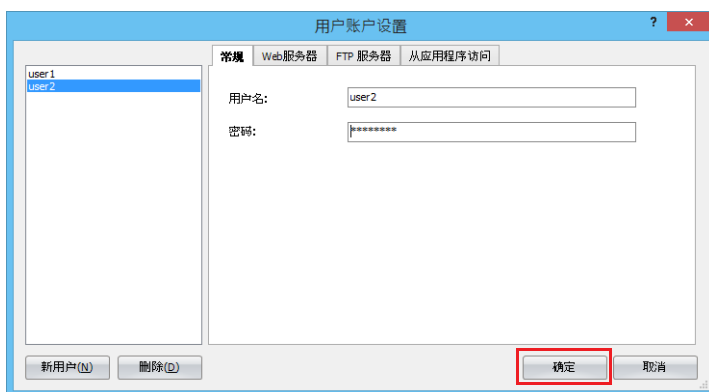 用户账户设置
?
×
常规 Web服务器 FTP 服务器 从应用程序访问
user1
user2
用户名: user2
密码: ********
新用户(N) 删除(D) 确定 取消